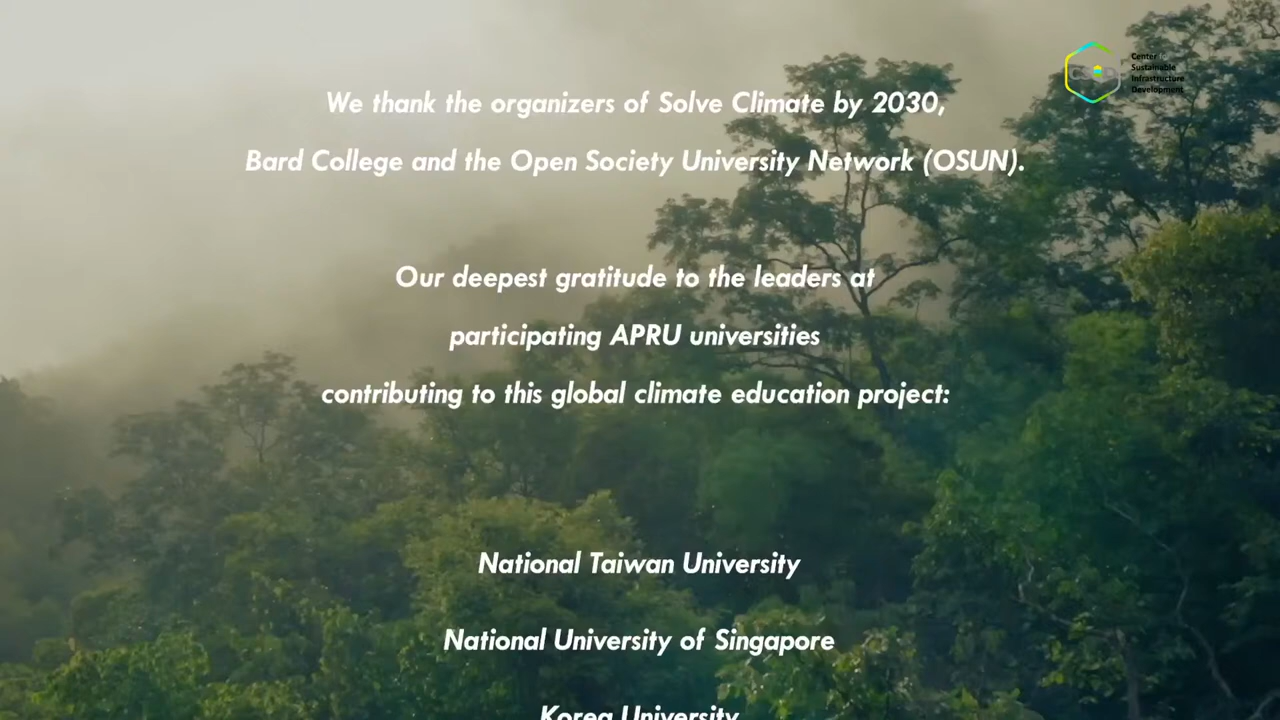 We thank the organizers of Solve Climate by 2030,
Bard College and the Open Society University Network (OSUN).
Our deepest gratitude to the leaders at
participating APRU universities
contributing to this global climate education project:
National Taiwan University
National University of Singapore
Korea University
Center
Sustainable
Infrastructure
Development